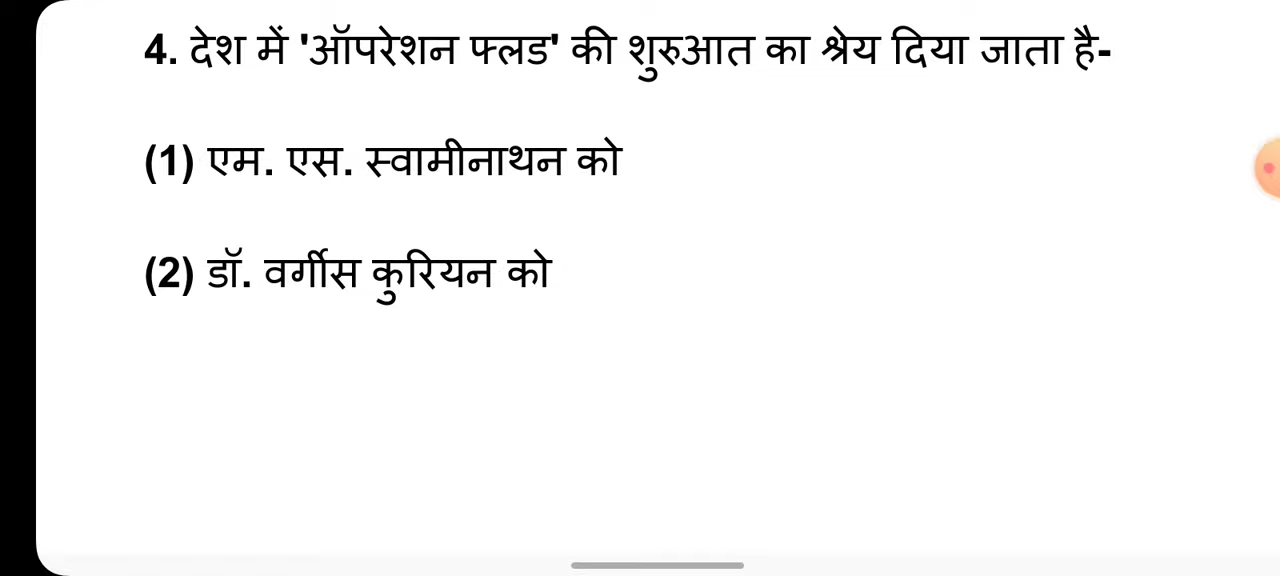 4. देश में 'ऑपरेशन फ्लड' की शुरुआत का श्रेय दिया जाता है-
(1) एम. एस. स्वामीनाथन को
(2) डॉ. वर्गीस कुरियन को